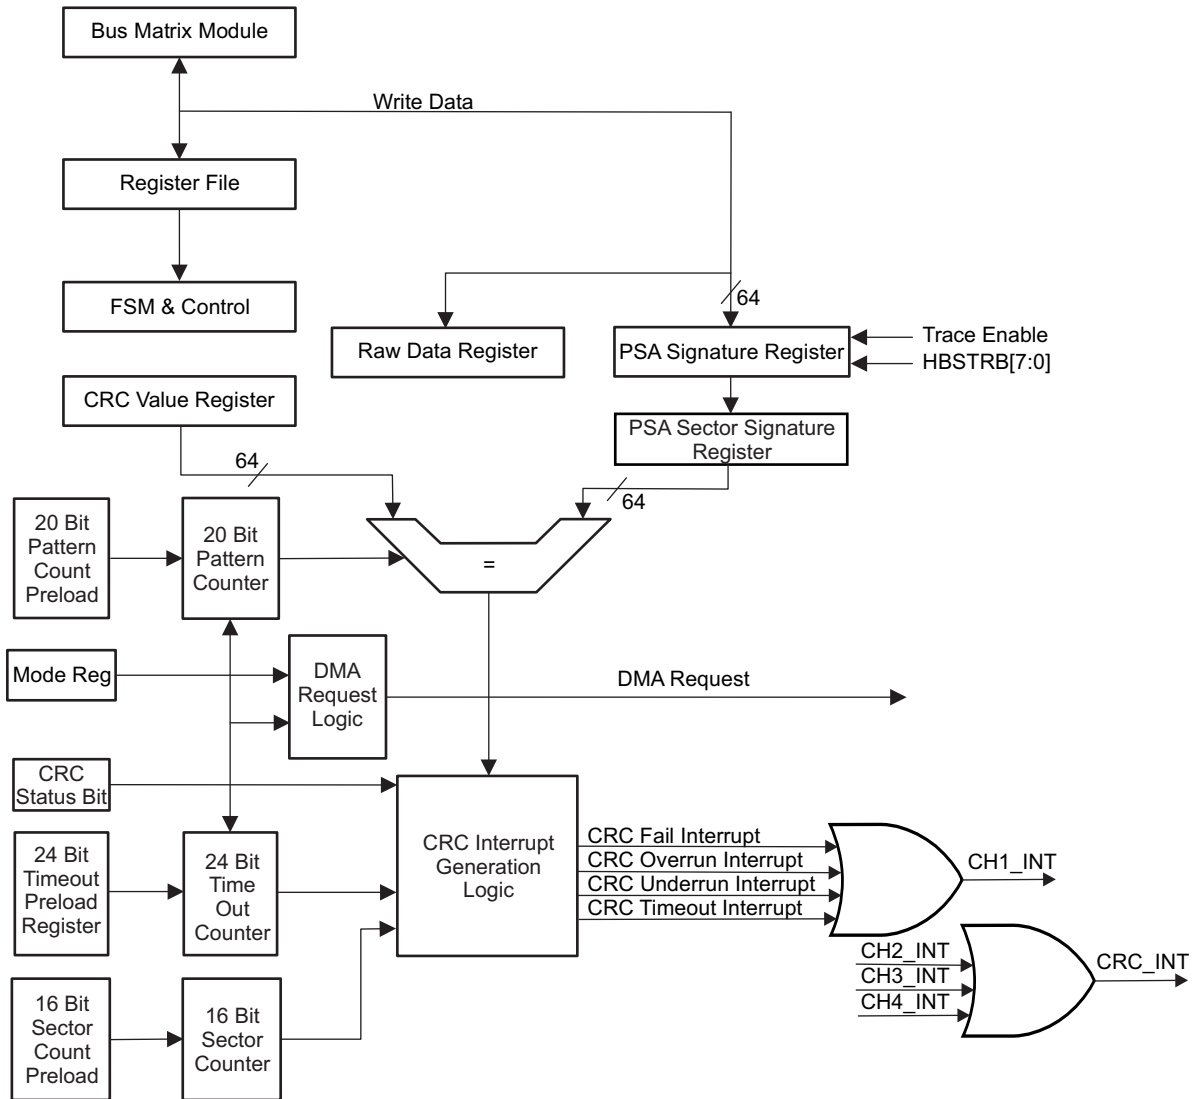 Bus Matrix Module
Write Data
Register File
FSM & Control
64
Raw Data Register
PSA Signature Register
Trace Enable
HBSTRB[7:0]
CRC Value Register
PSA Sector Signature
Register
64
64
20 Bit
Pattern
Count
Preload
20 Bit
Pattern
Counter
=
Mode Reg
DMA
Request
Logic
DMA Request
CRC
Status Bit
24 Bit
Timeout
Preload
Register
24 Bit
Time
Out
Counter
CRC Interrupt
Generation
Logic
CRC Fail Interrupt
CRC Overrun Interrupt
CRC Underrun Interrupt
CRC Timeout Interrupt
CH1_INT
CH2_INT
CH3_INT
CH4_INT
CRC_INT
16 Bit
Sector
Count
Preload
16 Bit
Sector
Counter